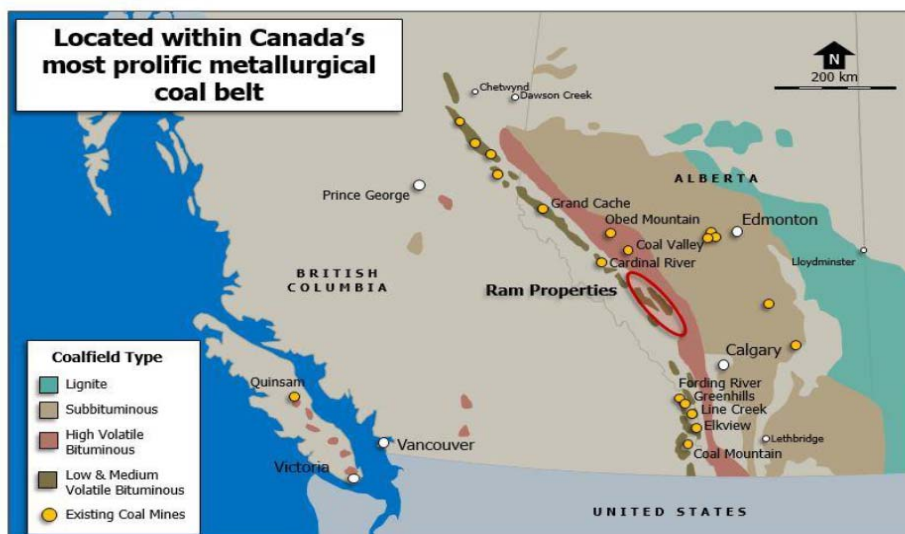 Located within Canada's
most prolific metallurgical
coal belt
N
200 km
Chetwynd
Dawson Creek
ALBERTA
Prince George
Grand Cache
Obed Mountain
Edmonton
Coal Valley
Lloydminster
Cardinal River
BRITISH
COLUMBIA
Ram Properties
Calgary
Coalfield Type
Lignite
Subbituminous
High Volatile
Bituminous
Low & Medium
Volatile Bituminous
Existing Coal Mines
Quinsam
Fording River
Greenhills
Line Creek
Elkview
Lethbridge
Coal Mountain
Vancouver
Victoria
UNITED STATES